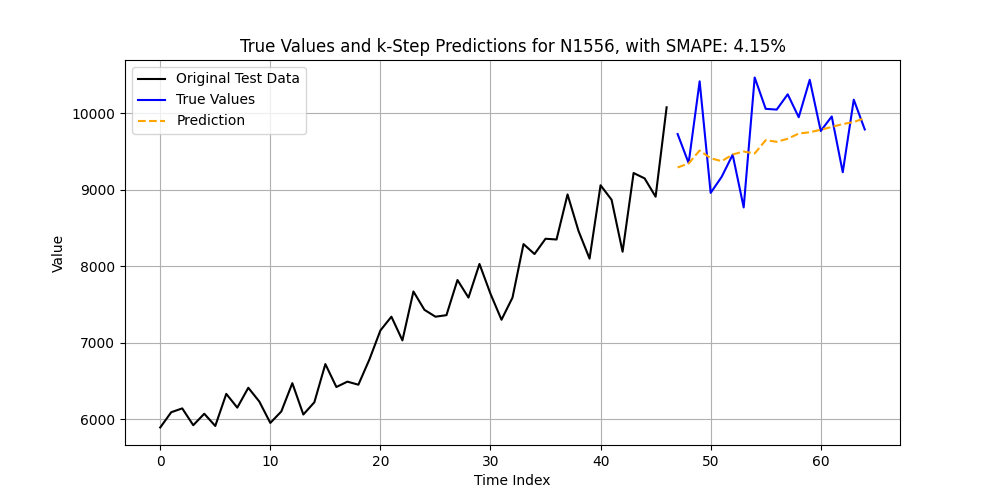 True Values and k-Step Predictions for N1556, with SMAPE: 4.15%
Original Test Data
True Values
Prediction
10000
9000
8000
7000
6000
Value
0 10 20 30 40 50 60
Time Index